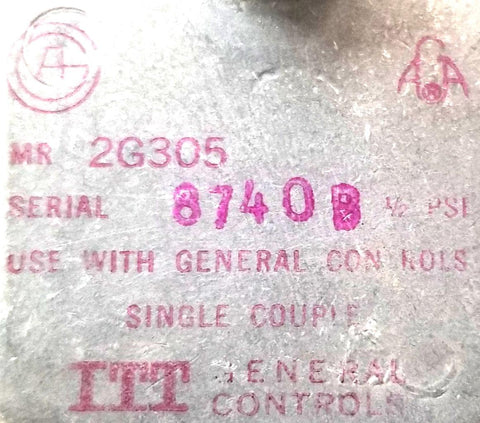 MR 2G305
SERIAL 8740B ½ PSI
USE WITH GENERAL CONTROLS
SINGLE COUPLE
ITT GENERAL
CONTROLS